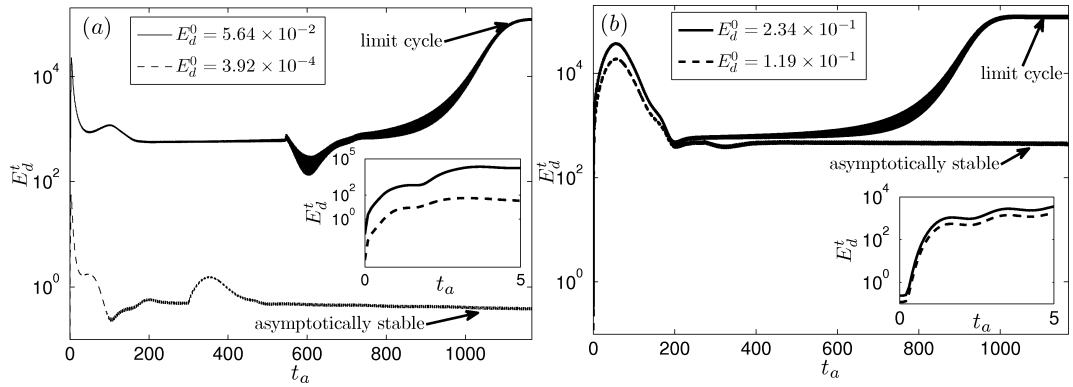 (a)
E_d^0 = 5.64 × 10^{-2}
E_d^0 = 3.92 × 10^{-4}
limit cycle
asymptotically stable
10^4
10^2
10^0
E_d^t
0 200 400 600 800 1000
t_a
10^5
10^2
10^0
E_d^t
0 5
t_a
(b)
E_d^0 = 2.34 × 10^{-1}
E_d^0 = 1.19 × 10^{-1}
limit cycle
asymptotically stable
10^4
10^2
10^0
E_d^t
0 200 400 600 800 1000
t_a
10^4
10^2
10^0
E_d^t
0 5
t_a